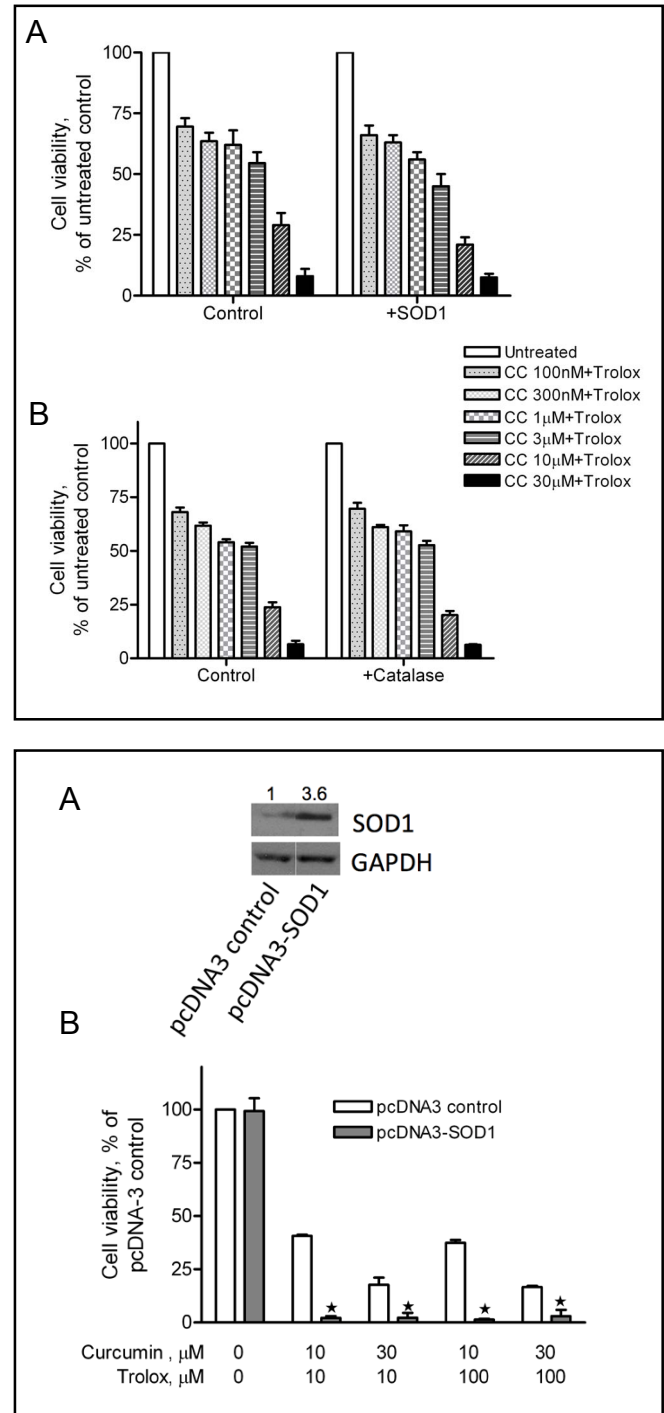 A
Cell viability,
% of untreated control
100
75
50
25
0
Control +SOD1
Untreated
CC 100nM+Trolox
CC 300nM+Trolox
CC 1μM+Trolox
CC 3μM+Trolox
CC 10μM+Trolox
CC 30μM+Trolox
B
Cell viability,
% of untreated control
100
75
50
25
0
Control +Catalase
A
1 3.6
SOD1
GAPDH
pcDNA3 control
pcDNA3-SOD1
B
Cell viability, % of
pcDNA-3 control
100
75
50
25
0
pcDNA3 control
pcDNA3-SOD1
★ ★ ★ ★
Curcumin , μM 0 10 30 10 30
Trolox, μM 0 10 10 100 100